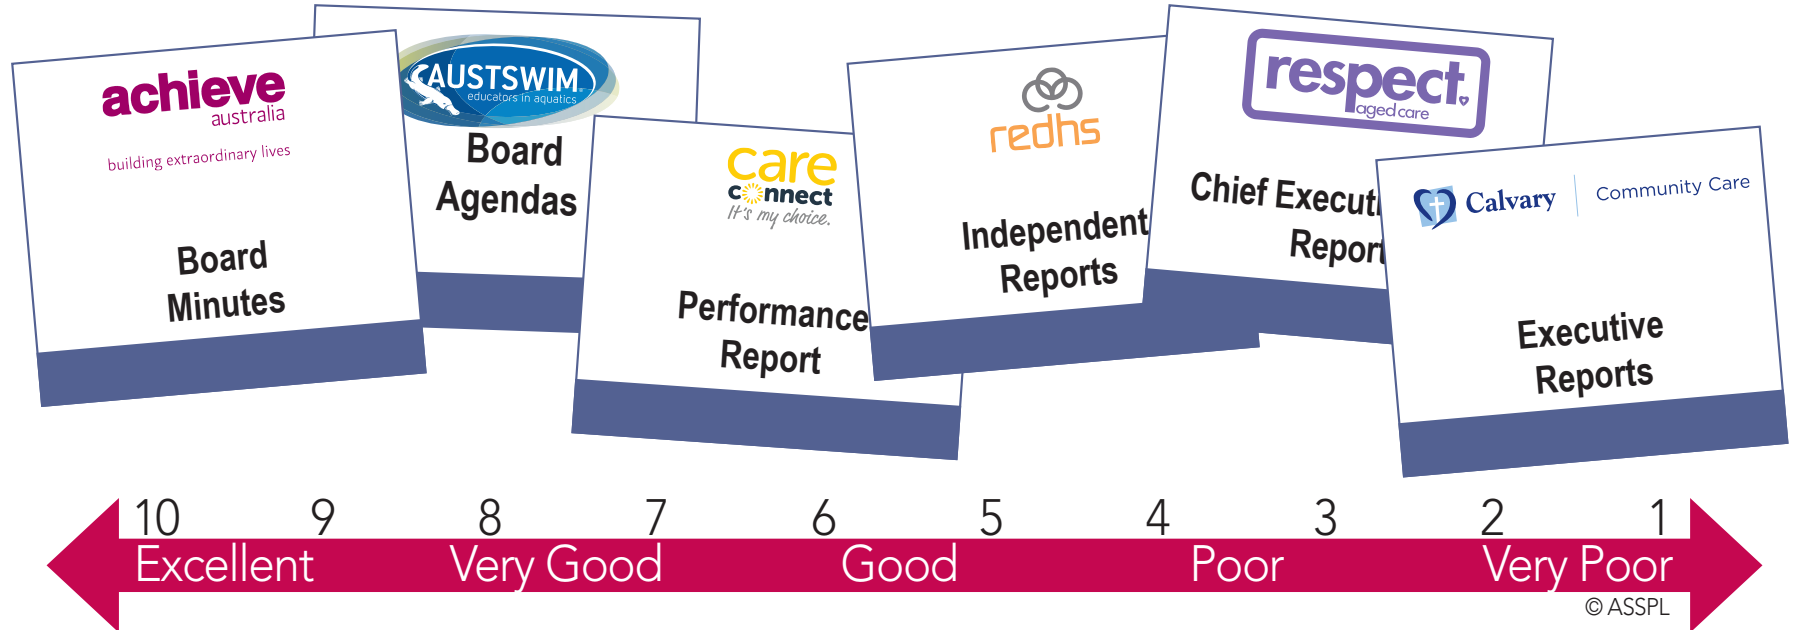 achieve
australia
building extraordinary lives
Board
Minutes
AUSTSWIM
educators in aquatics
Board
Agendas
care
connect
It's my choice.
Performance
Report
redhs
Independent
Reports
respect.
aged care
Chief Executi
Report
Calvary
Community Care
Executive
Reports
10 9 8 7 6 5 4 3 2 1
Excellent Very Good Good Poor Very Poor
© ASSPL